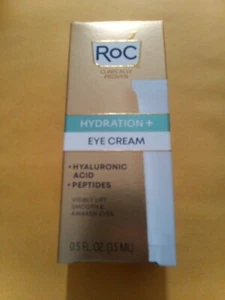 RoC
CLINICALLY
PROVEN
HYDRATION +
EYE CREAM
• HYALURONIC
ACID
• PEPTIDES
VISIBLY LIFT,
SMOOTH &
AWAKEN EYES
0.5 FL OZ (15 ML)